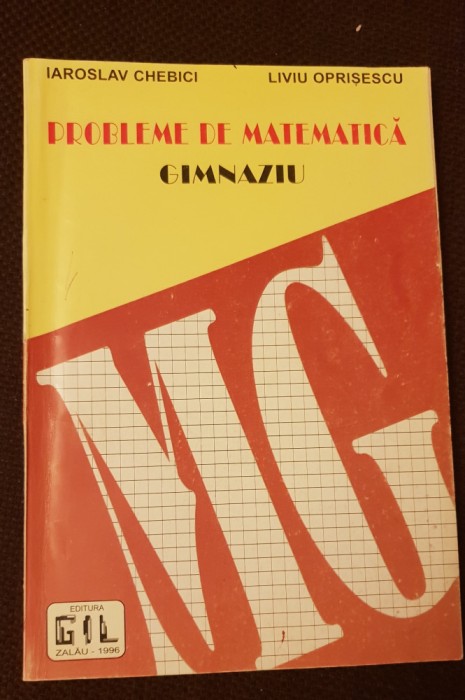 IAROSLAV CHEBICI LIVIU OPRIȘESCU
PROBLEME DE MATEMATICĂ
GIMNAZIU
MG
EDITURA
GIL
ZALĂU - 1996